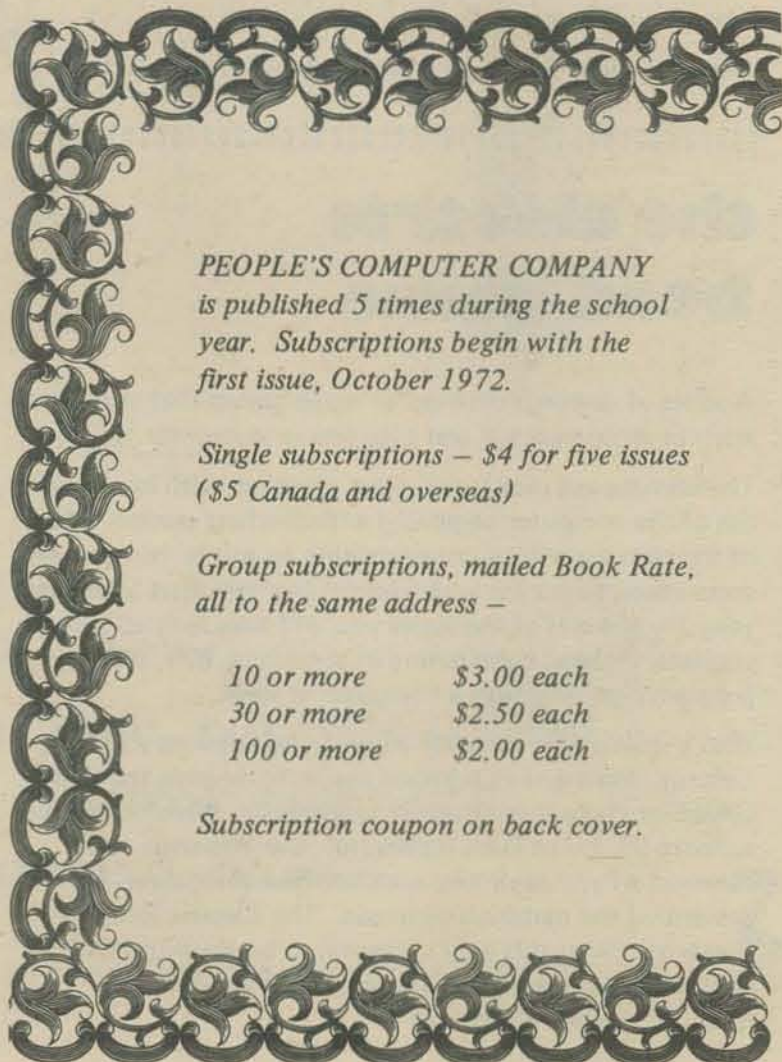 PEOPLE'S COMPUTER COMPANY
is published 5 times during the school
year. Subscriptions begin with the
first issue, October 1972.
Single subscriptions — $4 for five issues
($5 Canada and overseas)
Group subscriptions, mailed Book Rate,
all to the same address —
10 or more $3.00 each
30 or more $2.50 each
100 or more $2.00 each
Subscription coupon on back cover.